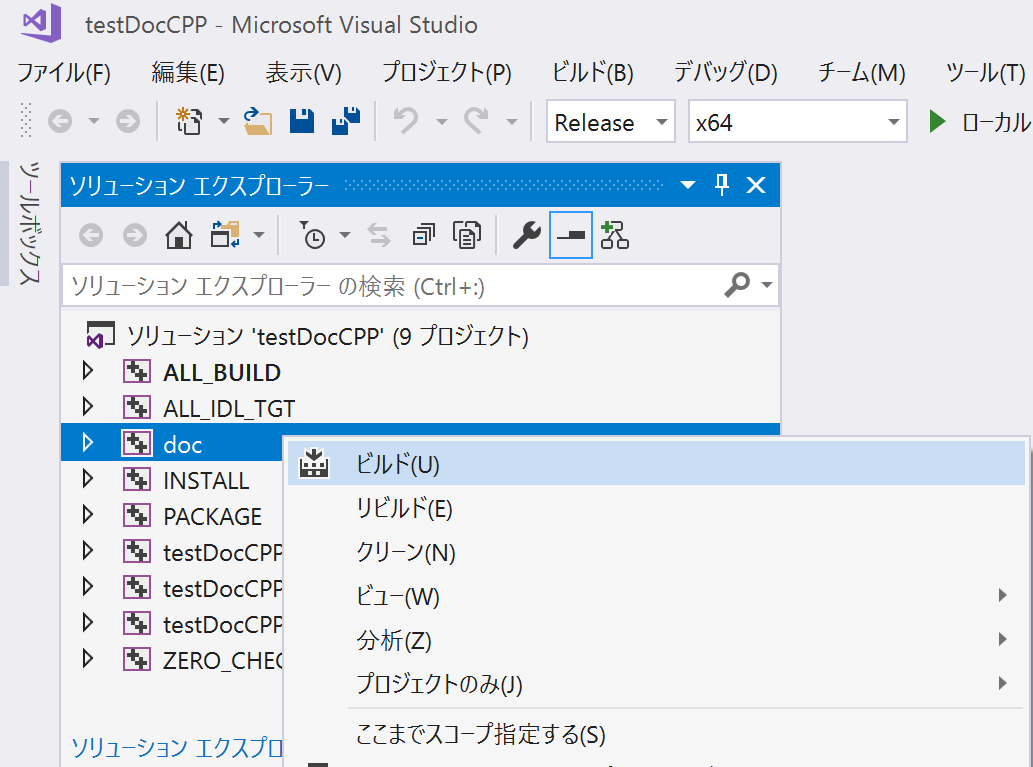 testDocCPP - Microsoft Visual Studio
ファイル(F) 編集(E) 表示(V) プロジェクト(P) ビルド(B) デバッグ(D) チーム(M) ツール(T)
Release x64 ローカル
ツールボックス
ソリューション エクスプローラー
ソリューション エクスプローラー の検索 (Ctrl+:)
ソリューション 'testDocCPP' (9 プロジェクト)
ALL_BUILD
ALL_IDL_TGT
doc
ビルド(U)
INSTALL
リビルド(E)
PACKAGE
クリーン(N)
testDocCPP
ビュー(W)
testDocCPP
分析(Z)
testDocCPP
プロジェクトのみ(J)
ZERO_CHEC
ここまでスコープ指定する(S)
ソリューション エクスプロ